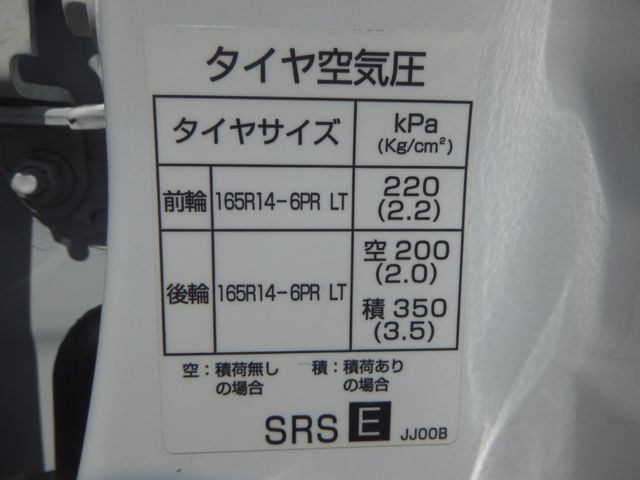 タイヤ空気圧
タイヤサイズ kPa
(Kg/cm²)
前輪 165R14-6PR LT 220
(2.2)
後輪 165R14-6PR LT 空 200
(2.0)
積 350
(3.5)
空：積荷無し の場合
積：積荷あり の場合
SRS E JJ00B